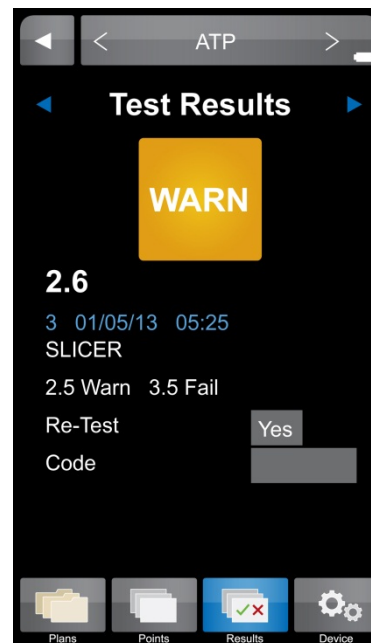 ATP
Test Results
WARN
2.6
3 01/05/13 05:25
SLICER
2.5 Warn 3.5 Fail
Re-Test Yes
Code
Plans Points Results Device